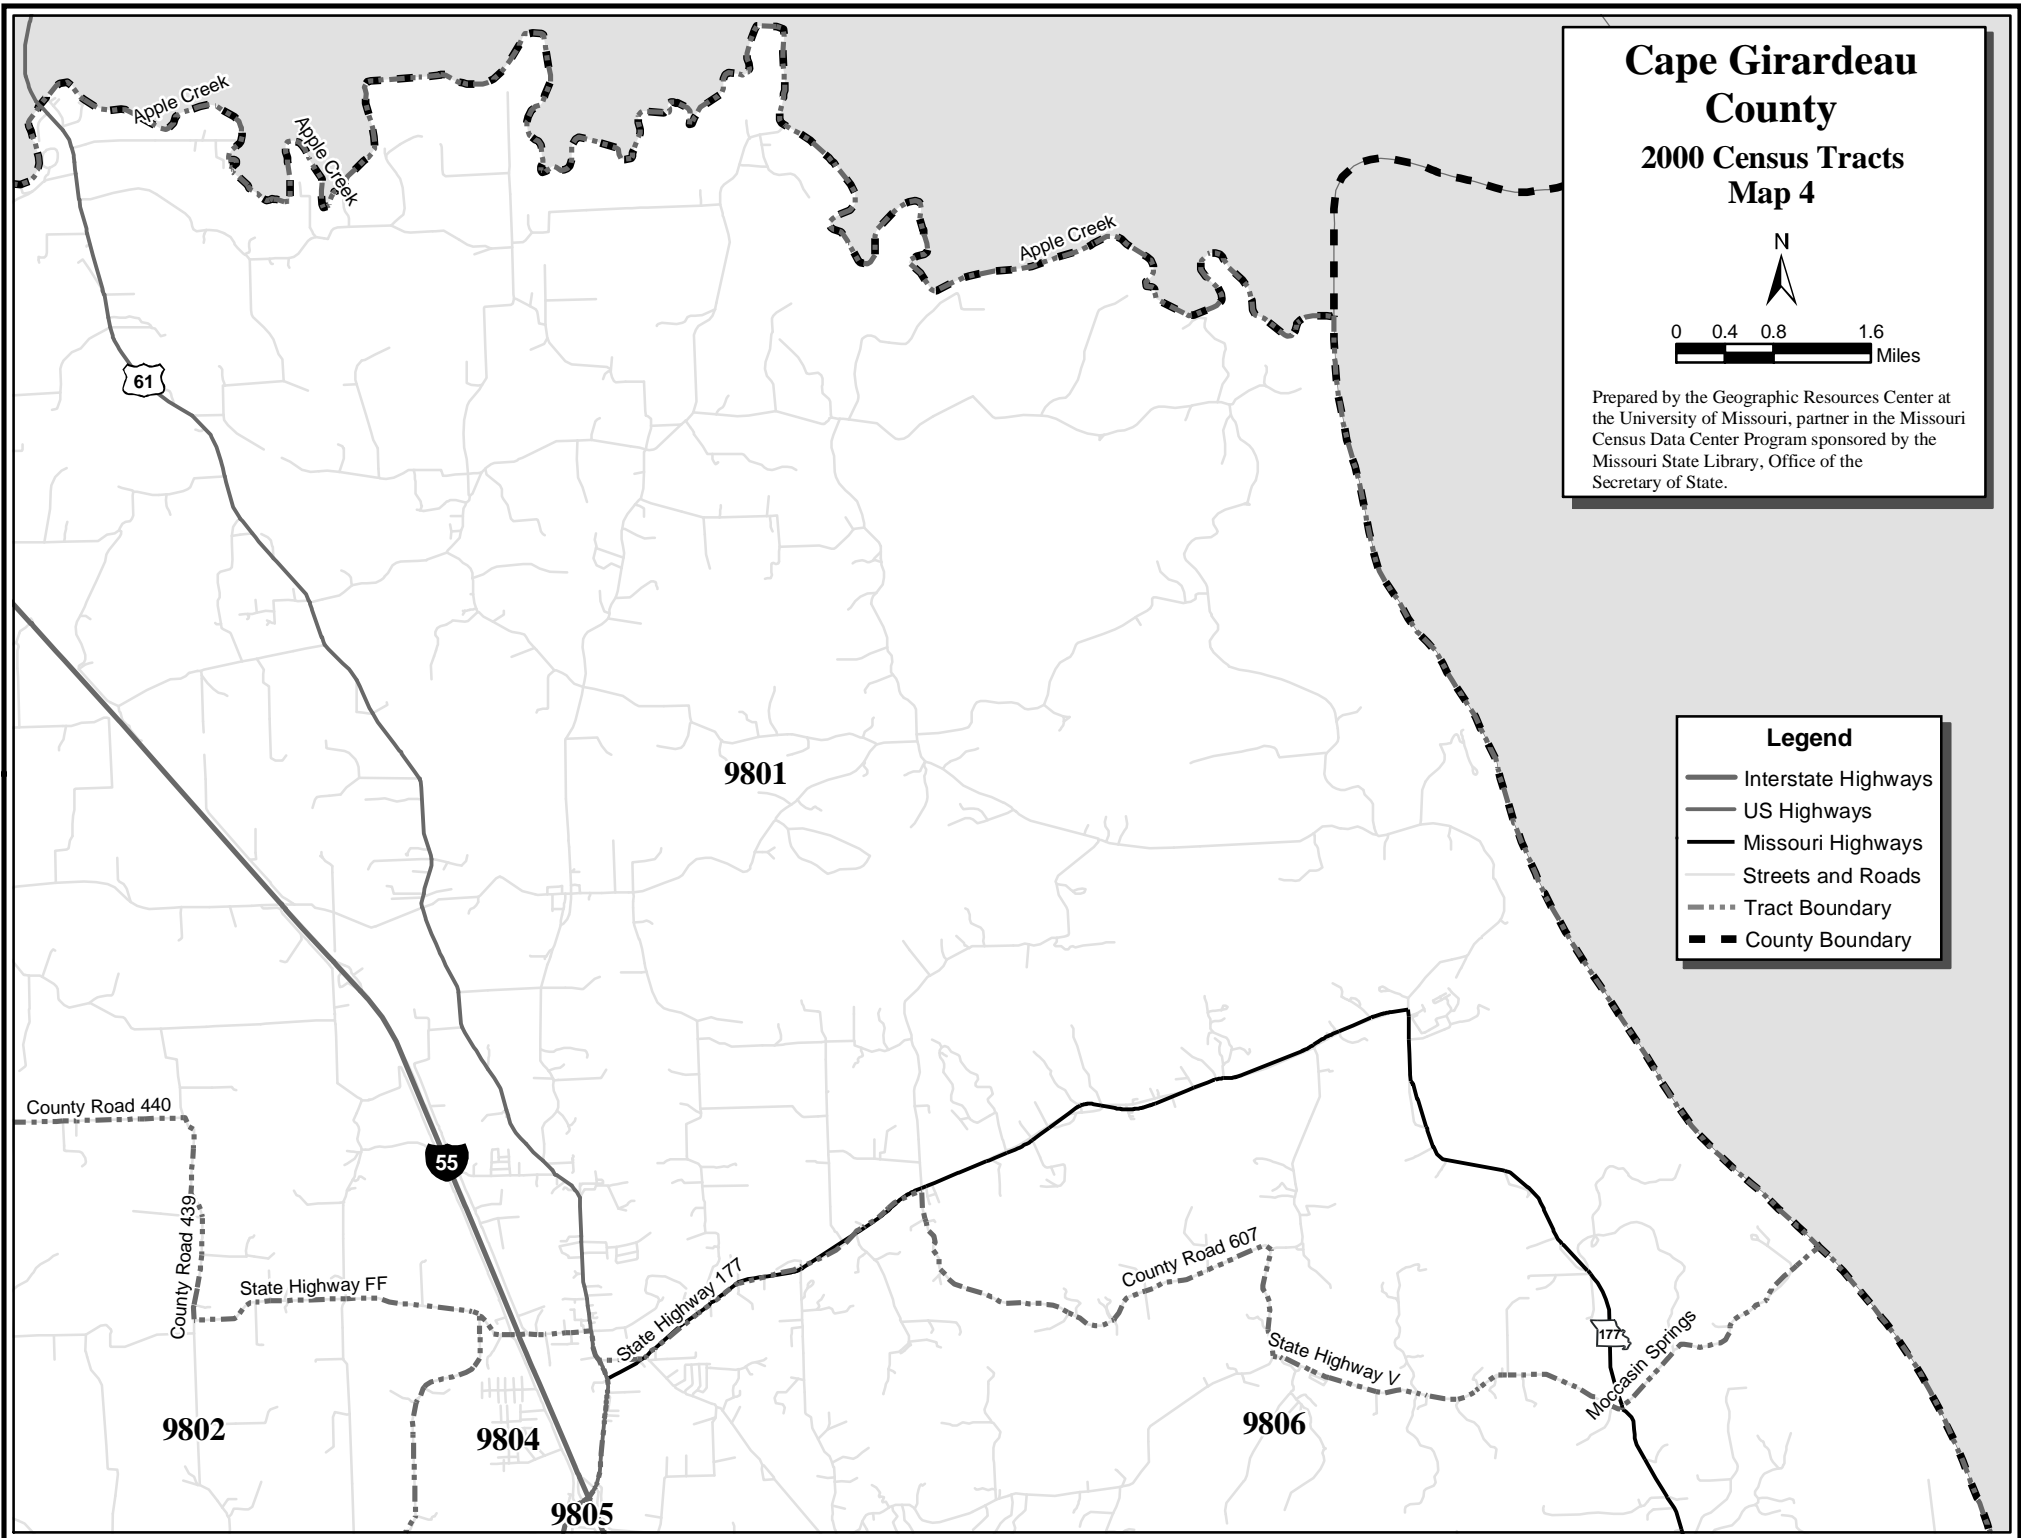 Cape Girardeau
County
2000 Census Tracts
Map 4
N
0 0.4 0.8 1.6
Miles
Prepared by the Geographic Resources Center at
the University of Missouri, partner in the Missouri
Census Data Center Program sponsored by the
Missouri State Library, Office of the
Secretary of State.
Apple Creek
Apple Creek
Apple Creek
61
9801
Legend
Interstate Highways
US Highways
Missouri Highways
Streets and Roads
Tract Boundary
County Boundary
County Road 440
55
County Road 439
State Highway FF
State Highway 177
County Road 607
State Highway V
177
Moccasin Springs
9802
9804
9806
9805